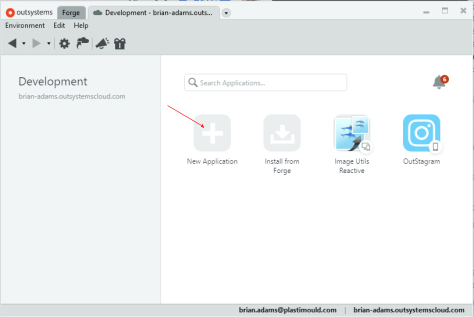 outsystems
Forge
Development - brian-adams.outs...
Environment Edit Help
Development
brian-adams.outsystemscloud.com
Search Applications...
6
New Application
Install from
Forge
Image Utils
Reactive
OutStagram
brian.adams@plastimould.com | brian-adams.outsystemscloud.com